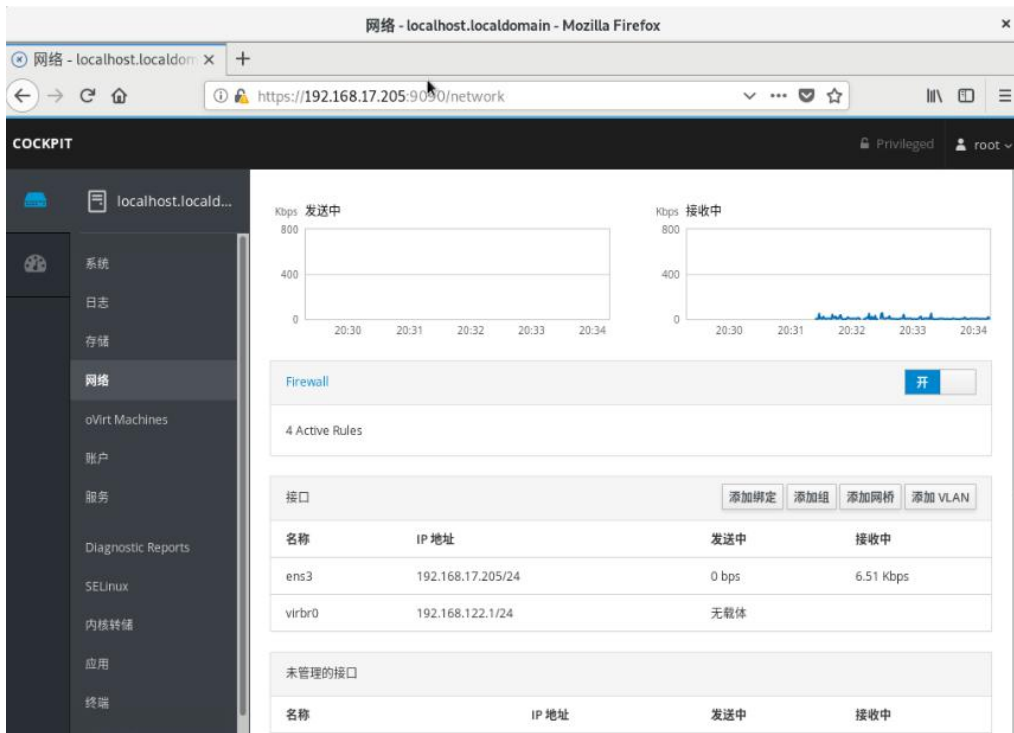 网络 - localhost.localdomain - Mozilla Firefox
网络 - localhost.localdom
https://192.168.17.205:9090/network
COCKPIT
Privileged
root
localhost.locald...
系统
日志
存储
网络
oVirt Machines
账户
服务
Diagnostic Reports
SELinux
内核转储
应用
终端
Kbps 发送中
800
400
0
20:30 20:31 20:32 20:33 20:34
Kbps 接收中
800
400
0
20:30 20:31 20:32 20:33 20:34
Firewall 开
4 Active Rules
接口 添加绑定 添加组 添加网桥 添加 VLAN
名称 IP 地址 发送中 接收中
ens3 192.168.17.205/24 0 bps 6.51 Kbps
virbr0 192.168.122.1/24 无载体
未管理的接口
名称 IP 地址 发送中 接收中